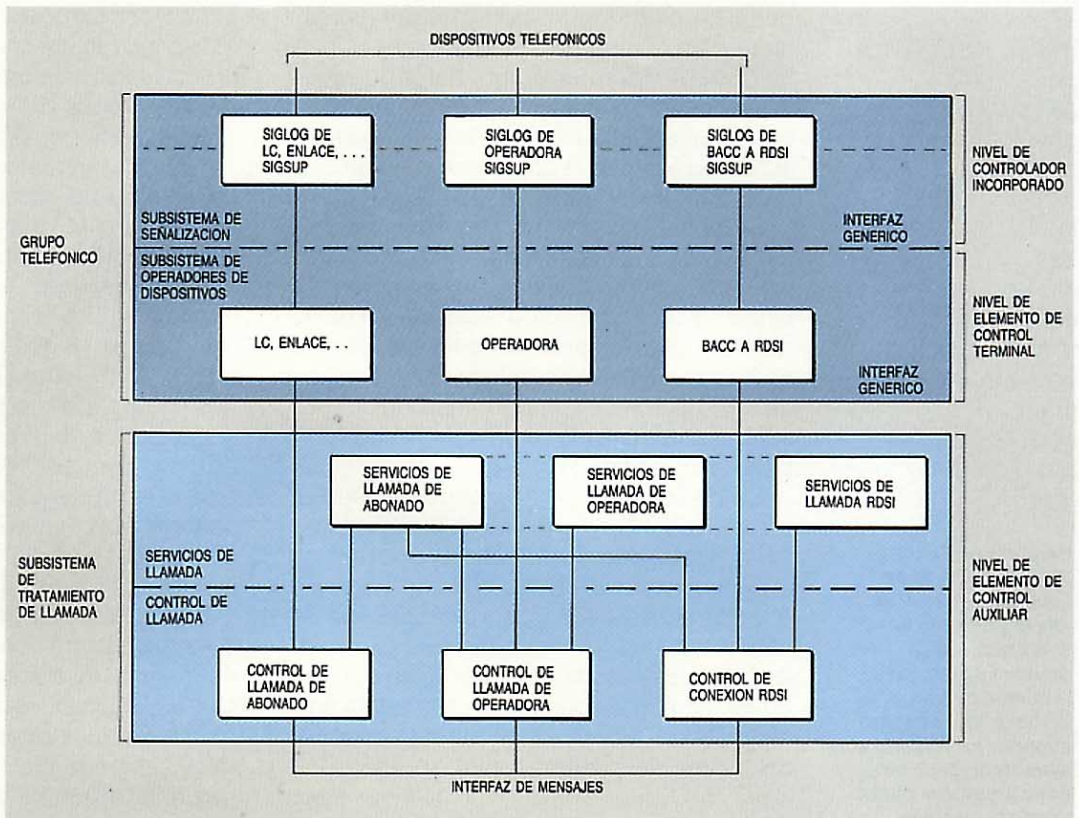 DISPOSITIVOS TELEFONICOS
SIGLOG DE
LC, ENLACE, . . .
SIGSUP
SIGLOG DE
OPERADORA
SIGSUP
SIGLOG DE
BACC A RDSI
SIGSUP
NIVEL DE
CONTROLADOR
INCORPORADO
SUBSISTEMA DE
SEÑALIZACION
INTERFAZ
GENERICO
GRUPO
TELEFONICO
SUBSISTEMA DE
OPERADORES DE
DISPOSITIVOS
LC, ENLACE, . .
OPERADORA
BACC A RDSI
NIVEL DE
ELEMENTO DE
CONTROL
TERMINAL
INTERFAZ
GENERICO
SERVICIOS DE
LLAMADA DE
ABONADO
SERVICIOS DE
LLAMADA DE
OPERADORA
SERVICIOS DE
LLAMADA RDSI
SUBSISTEMA
DE
TRATAMIENTO
DE LLAMADA
SERVICIOS DE
LLAMADA
CONTROL DE
LLAMADA
NIVEL DE
ELEMENTO DE
CONTROL
AUXILIAR
CONTROL DE
LLAMADA DE
ABONADO
CONTROL DE
LLAMADA DE
OPERADORA
CONTROL DE
CONEXION RDSI
INTERFAZ DE MENSAJES